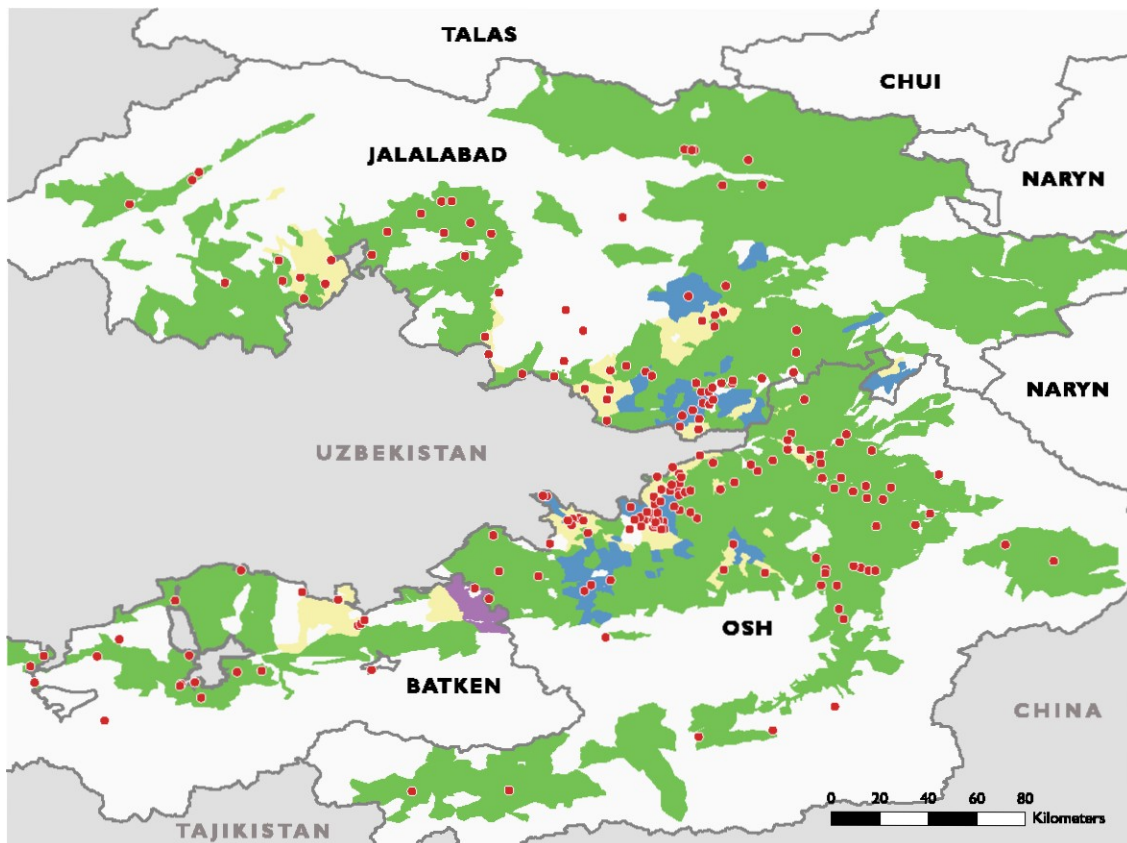 TALAS
CHUI
JALALABAD
NARYN
NARYN
UZBEKISTAN
OSH
BATKEN
CHINA
TAJIKISTAN
0 20 40 60 80
Kilometers